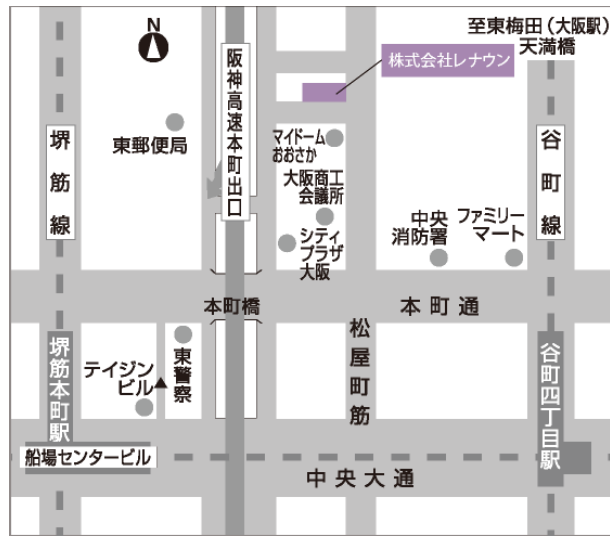 N
至東梅田（大阪駅）
天満橋
株式会社レナウン
阪神高速本町出口
堺筋線
東郵便局
マイドーム
おおさか
大阪商工
会議所
シティ
プラザ
大阪
中央
消防署
ファミリー
マート
谷町線
本町橋
本町通
松屋町筋
堺筋本町駅
テイジン
ビル
東警察
谷町四丁目駅
船場センタービル
中央大通